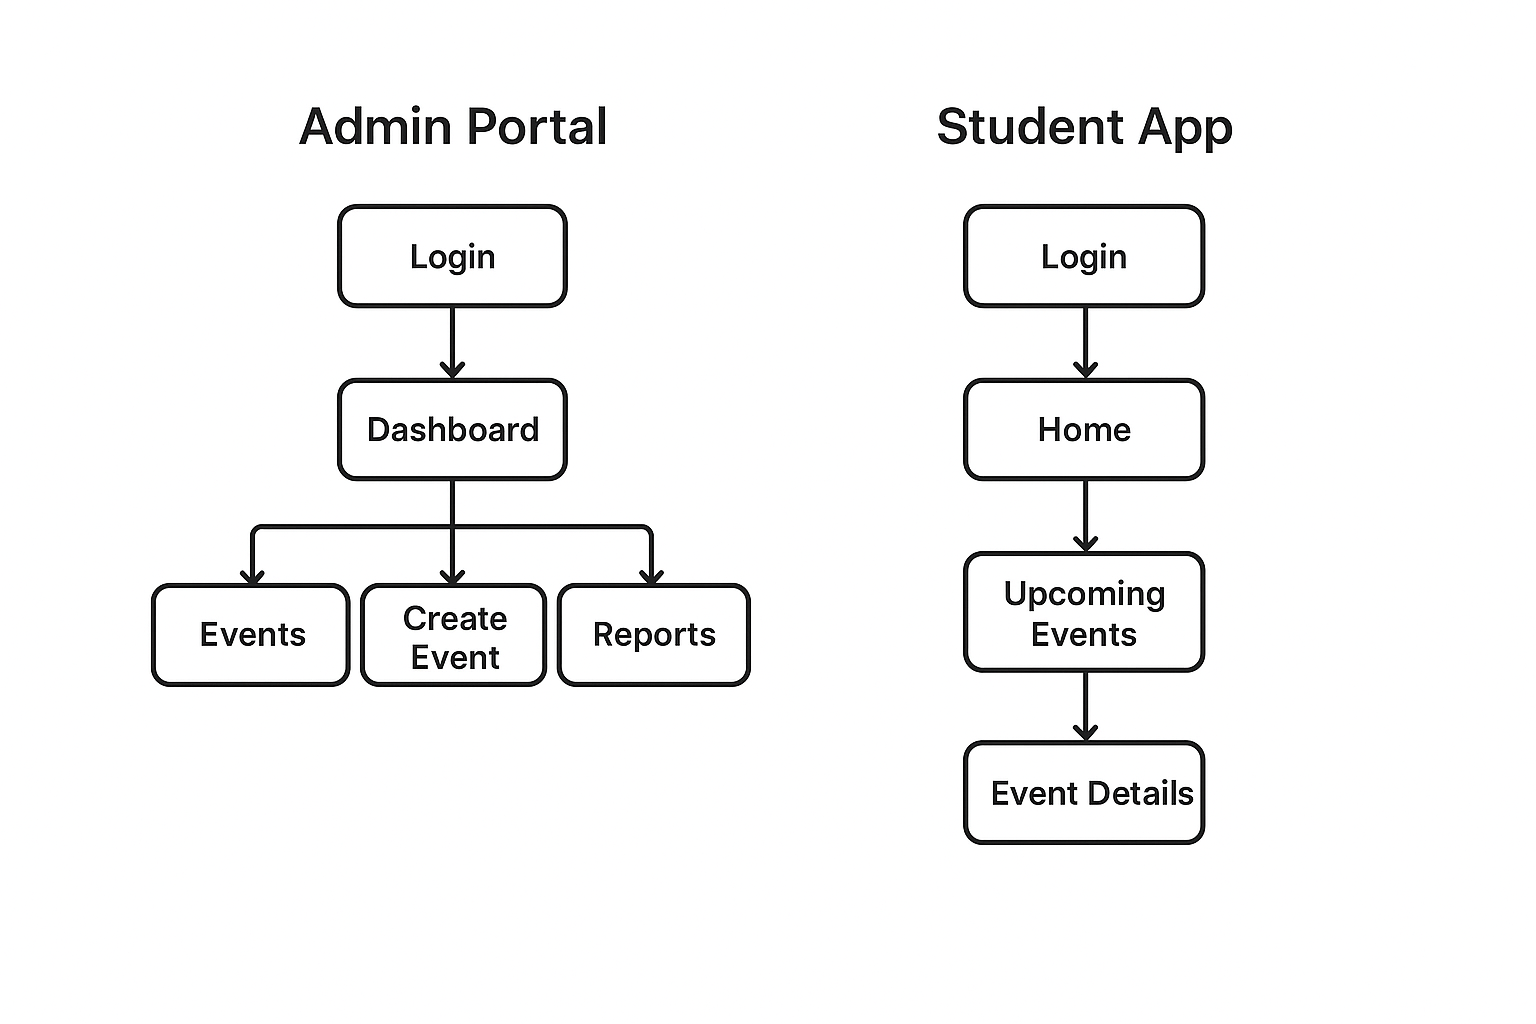 Admin Portal
Login
Dashboard
Events
Create
Event
Reports
Student App
Login
Home
Upcoming
Events
Event Details